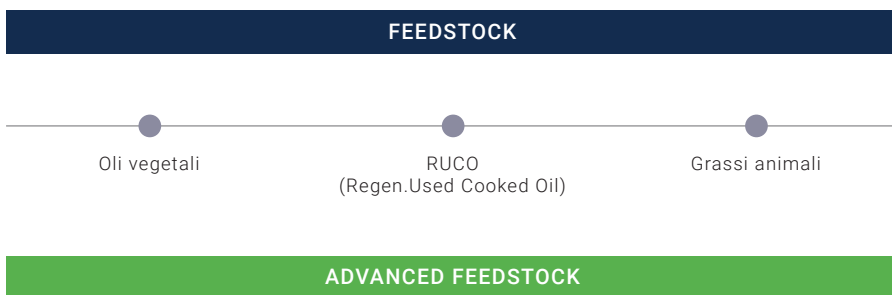 FEEDSTOCK
Oli vegetali
RUCO
(Regen.Used Cooked Oil)
Grassi animali
ADVANCED FEEDSTOCK